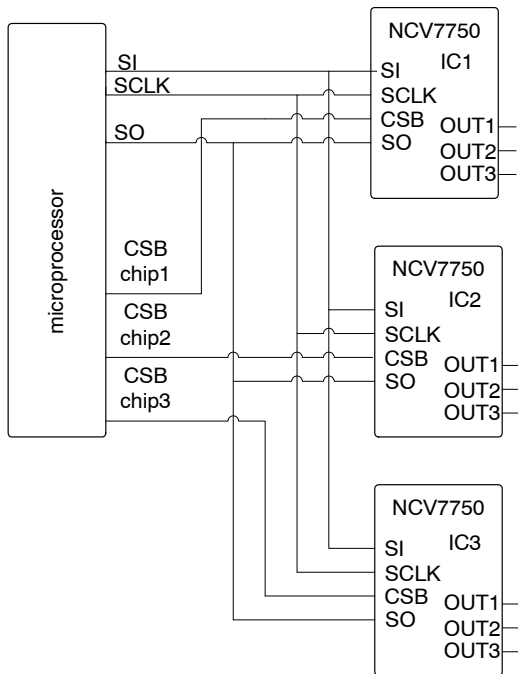 microprocessor
SI
SCLK
SO
CSB
chip1
CSB
chip2
CSB
chip3
NCV7750
IC1
SI
SCLK
CSB
SO
OUT1
OUT2
OUT3
NCV7750
IC2
SI
SCLK
CSB
SO
OUT1
OUT2
OUT3
NCV7750
IC3
SI
SCLK
CSB
SO
OUT1
OUT2
OUT3